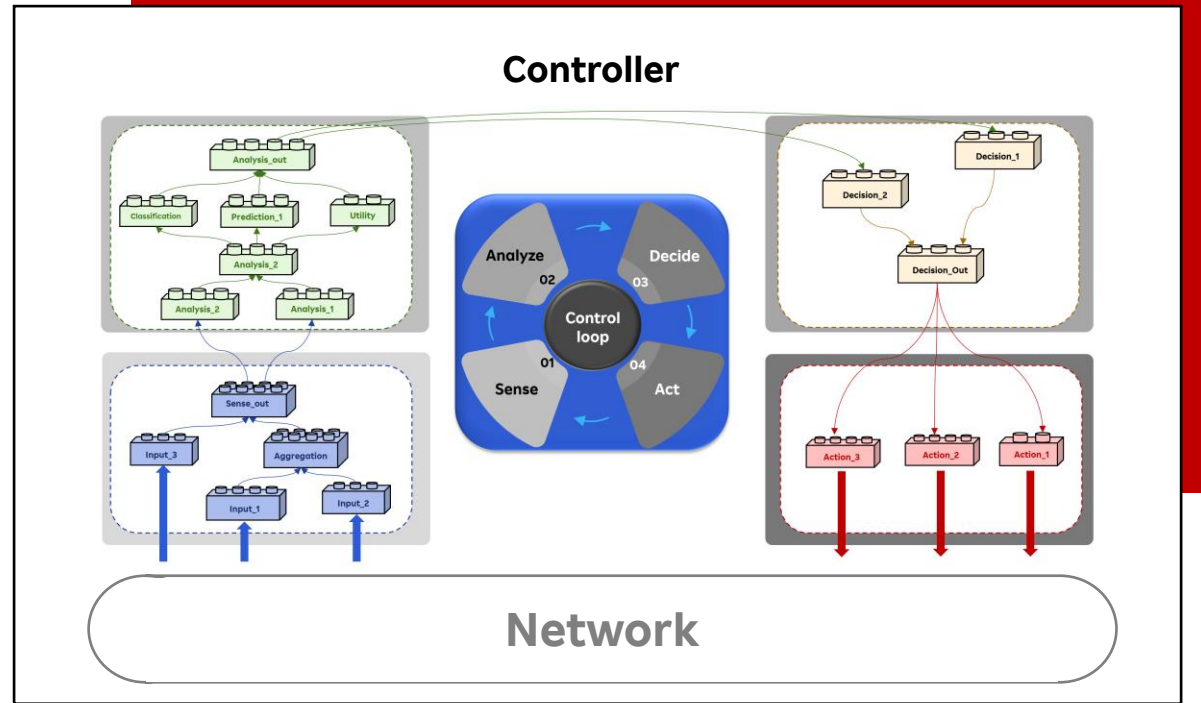 Controller
Analysis_out
Classification
Prediction_1
Utility
Analysis_2
Analysis_2
Analysis_1
Sense_out
Input_3
Aggregation
Input_1
Input_2
Analyze
02
Decide
03
Control
loop
01
Sense
04
Act
Decision_1
Decision_2
Decision_Out
Action_3
Action_2
Action_1
Network